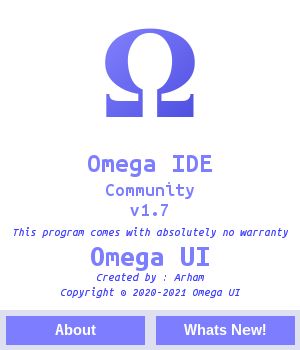 Ω
Omega IDE
Community
v1.7
This program comes with absolutely no warranty
Omega UI
Created by : Arham
Copyright © 2020-2021 Omega UI
About
Whats New!